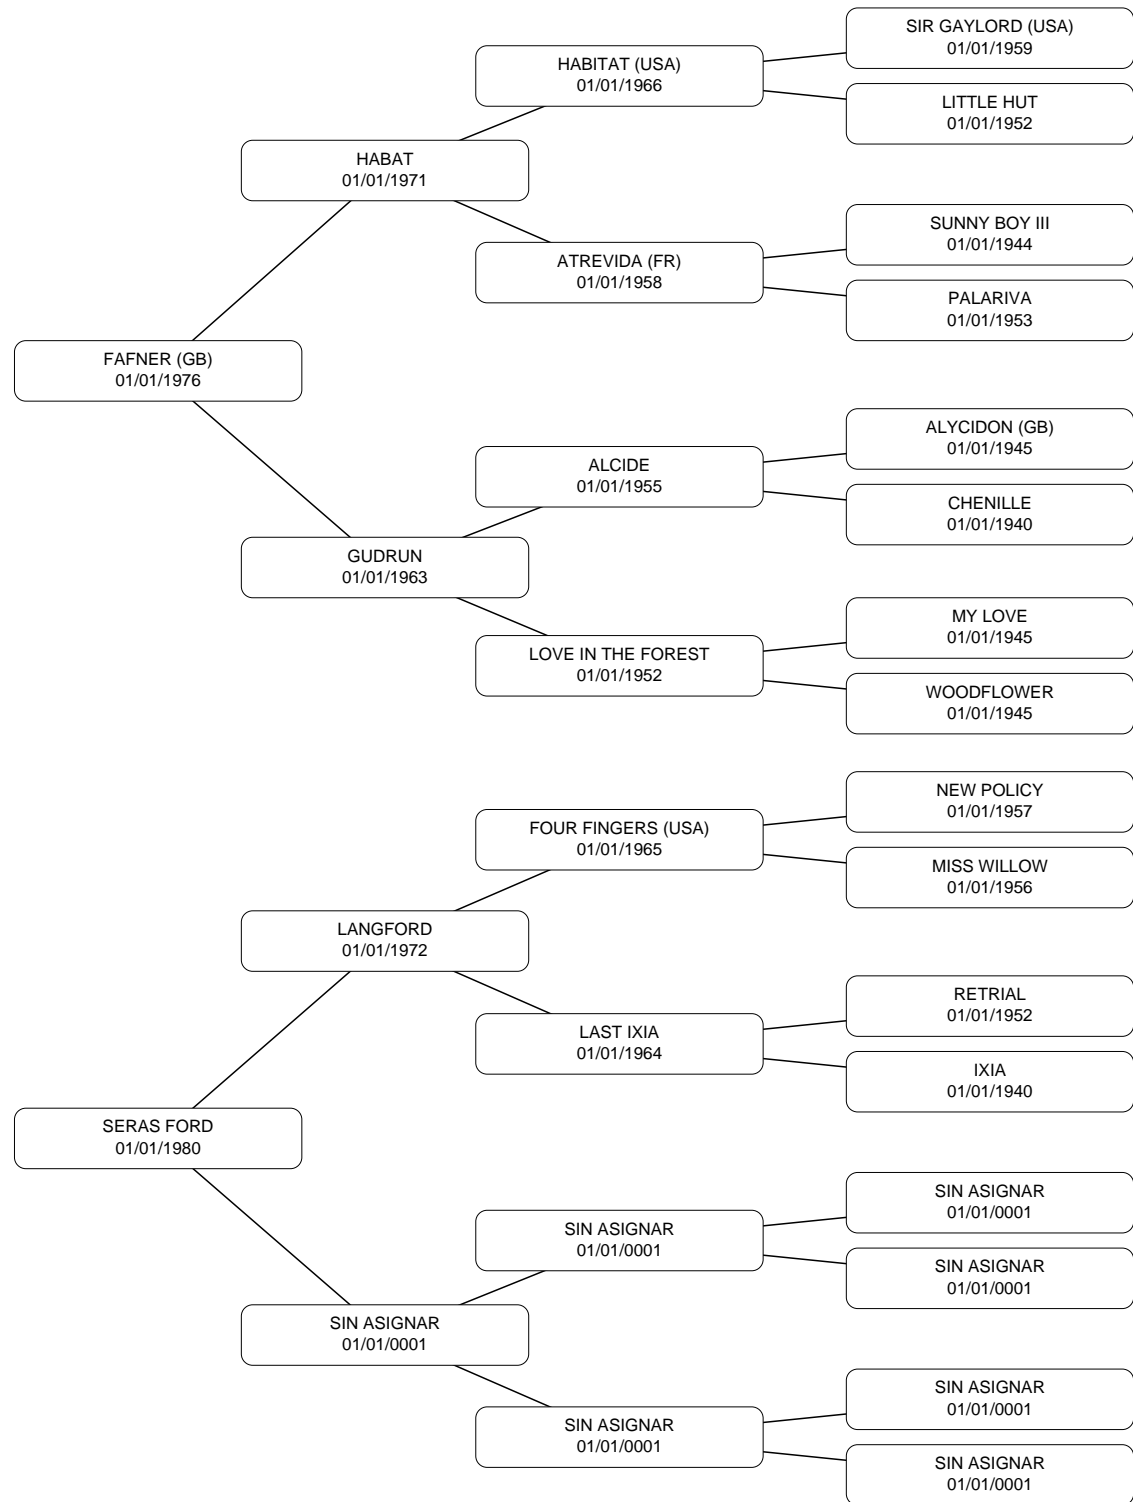 SIR GAYLORD (USA)
01/01/1959
HABITAT (USA)
01/01/1966
LITTLE HUT
01/01/1952
HABAT
01/01/1971
SUNNY BOY III
01/01/1944
ATREVIDA (FR)
01/01/1958
PALARIVA
01/01/1953
FAFNER (GB)
01/01/1976
ALYCIDON (GB)
01/01/1945
ALCIDE
01/01/1955
CHENILLE
01/01/1940
GUDRUN
01/01/1963
MY LOVE
01/01/1945
LOVE IN THE FOREST
01/01/1952
WOODFLOWER
01/01/1945
NEW POLICY
01/01/1957
FOUR FINGERS (USA)
01/01/1965
MISS WILLOW
01/01/1956
LANGFORD
01/01/1972
RETRIAL
01/01/1952
LAST IXIA
01/01/1964
IXIA
01/01/1940
SERAS FORD
01/01/1980
SIN ASIGNAR
01/01/0001
SIN ASIGNAR
01/01/0001
SIN ASIGNAR
01/01/0001
SIN ASIGNAR
01/01/0001
SIN ASIGNAR
01/01/0001
SIN ASIGNAR
01/01/0001
SIN ASIGNAR
01/01/0001